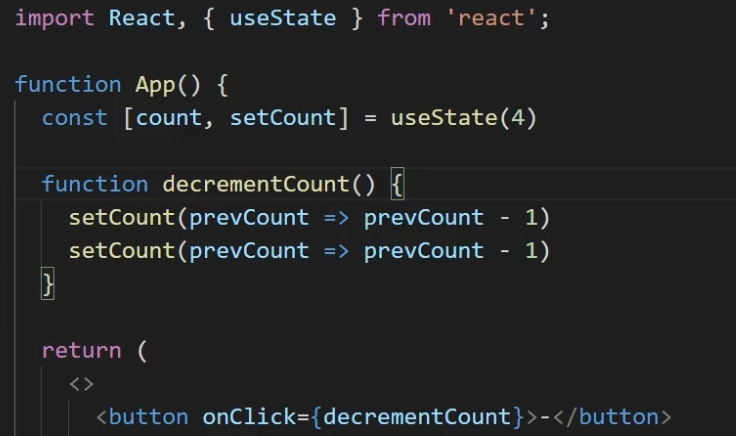 import React, { useState } from 'react';
function App() {
const [count, setCount] = useState(4)
function decrementCount() {
setCount(prevCount => prevCount - 1)
setCount(prevCount => prevCount - 1)
}
return (
<>
<button onClick={decrementCount}>-</button>